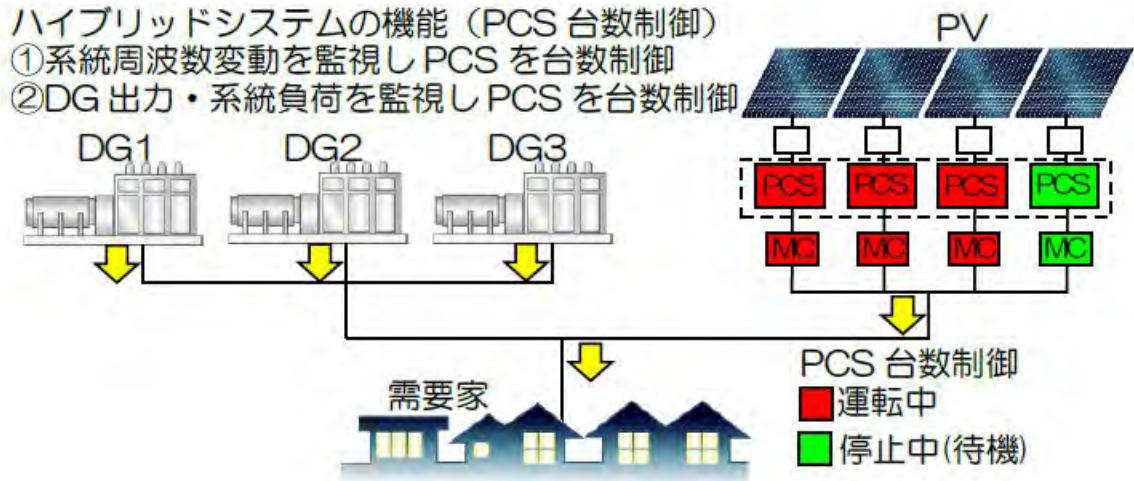 ハイブリッドシステムの機能（PCS 台数制御）
①系統周波数変動を監視し PCS を台数制御
②DG 出力・系統負荷を監視し PCS を台数制御
PV
DG1 DG2 DG3
PCS PCS PCS PCS
MC MC MC MC
需要家
PCS 台数制御
運転中
停止中(待機)